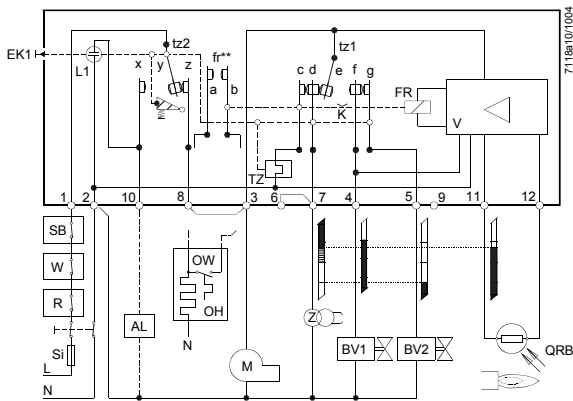 7118a10/1004
EK1
L1
tz2
fr**
x y z
a b
tz1
c d e f g
K
FR
V
TZ
1 2 10 8 3 6 7 4 5 9 11 12
SB
W
R
Si
L
N
AL
OW
OH
N
M
Z
BV1
BV2
QRB